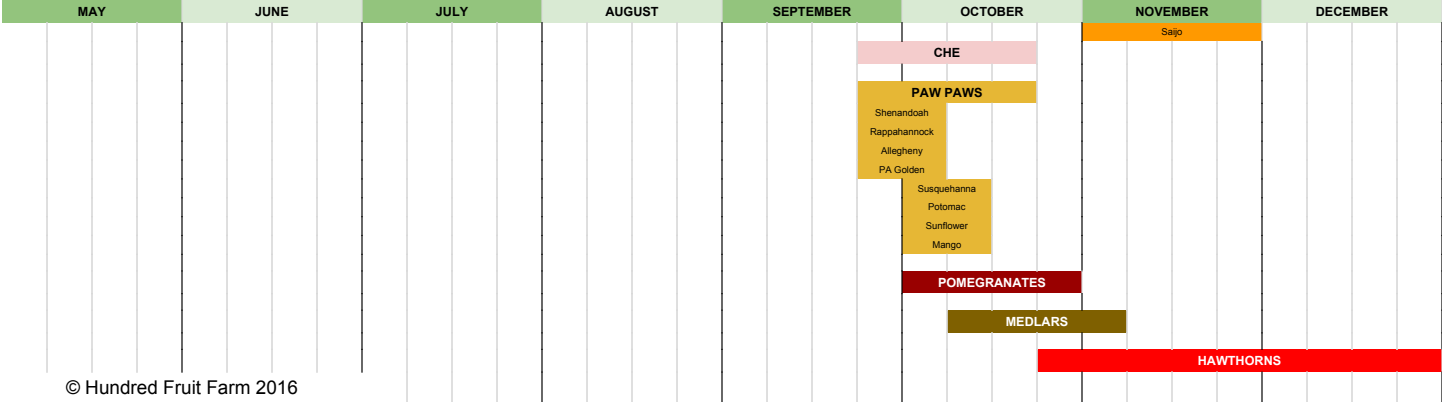 MAY JUNE JULY AUGUST SEPTEMBER OCTOBER NOVEMBER DECEMBER
Saijo
CHE
PAW PAWS
Shenandoah
Rappahannock
Allegheny
PA Golden
Susquehanna
Potomac
Sunflower
Mango
POMEGRANATES
MEDLARS
HAWTHORNS
© Hundred Fruit Farm 2016